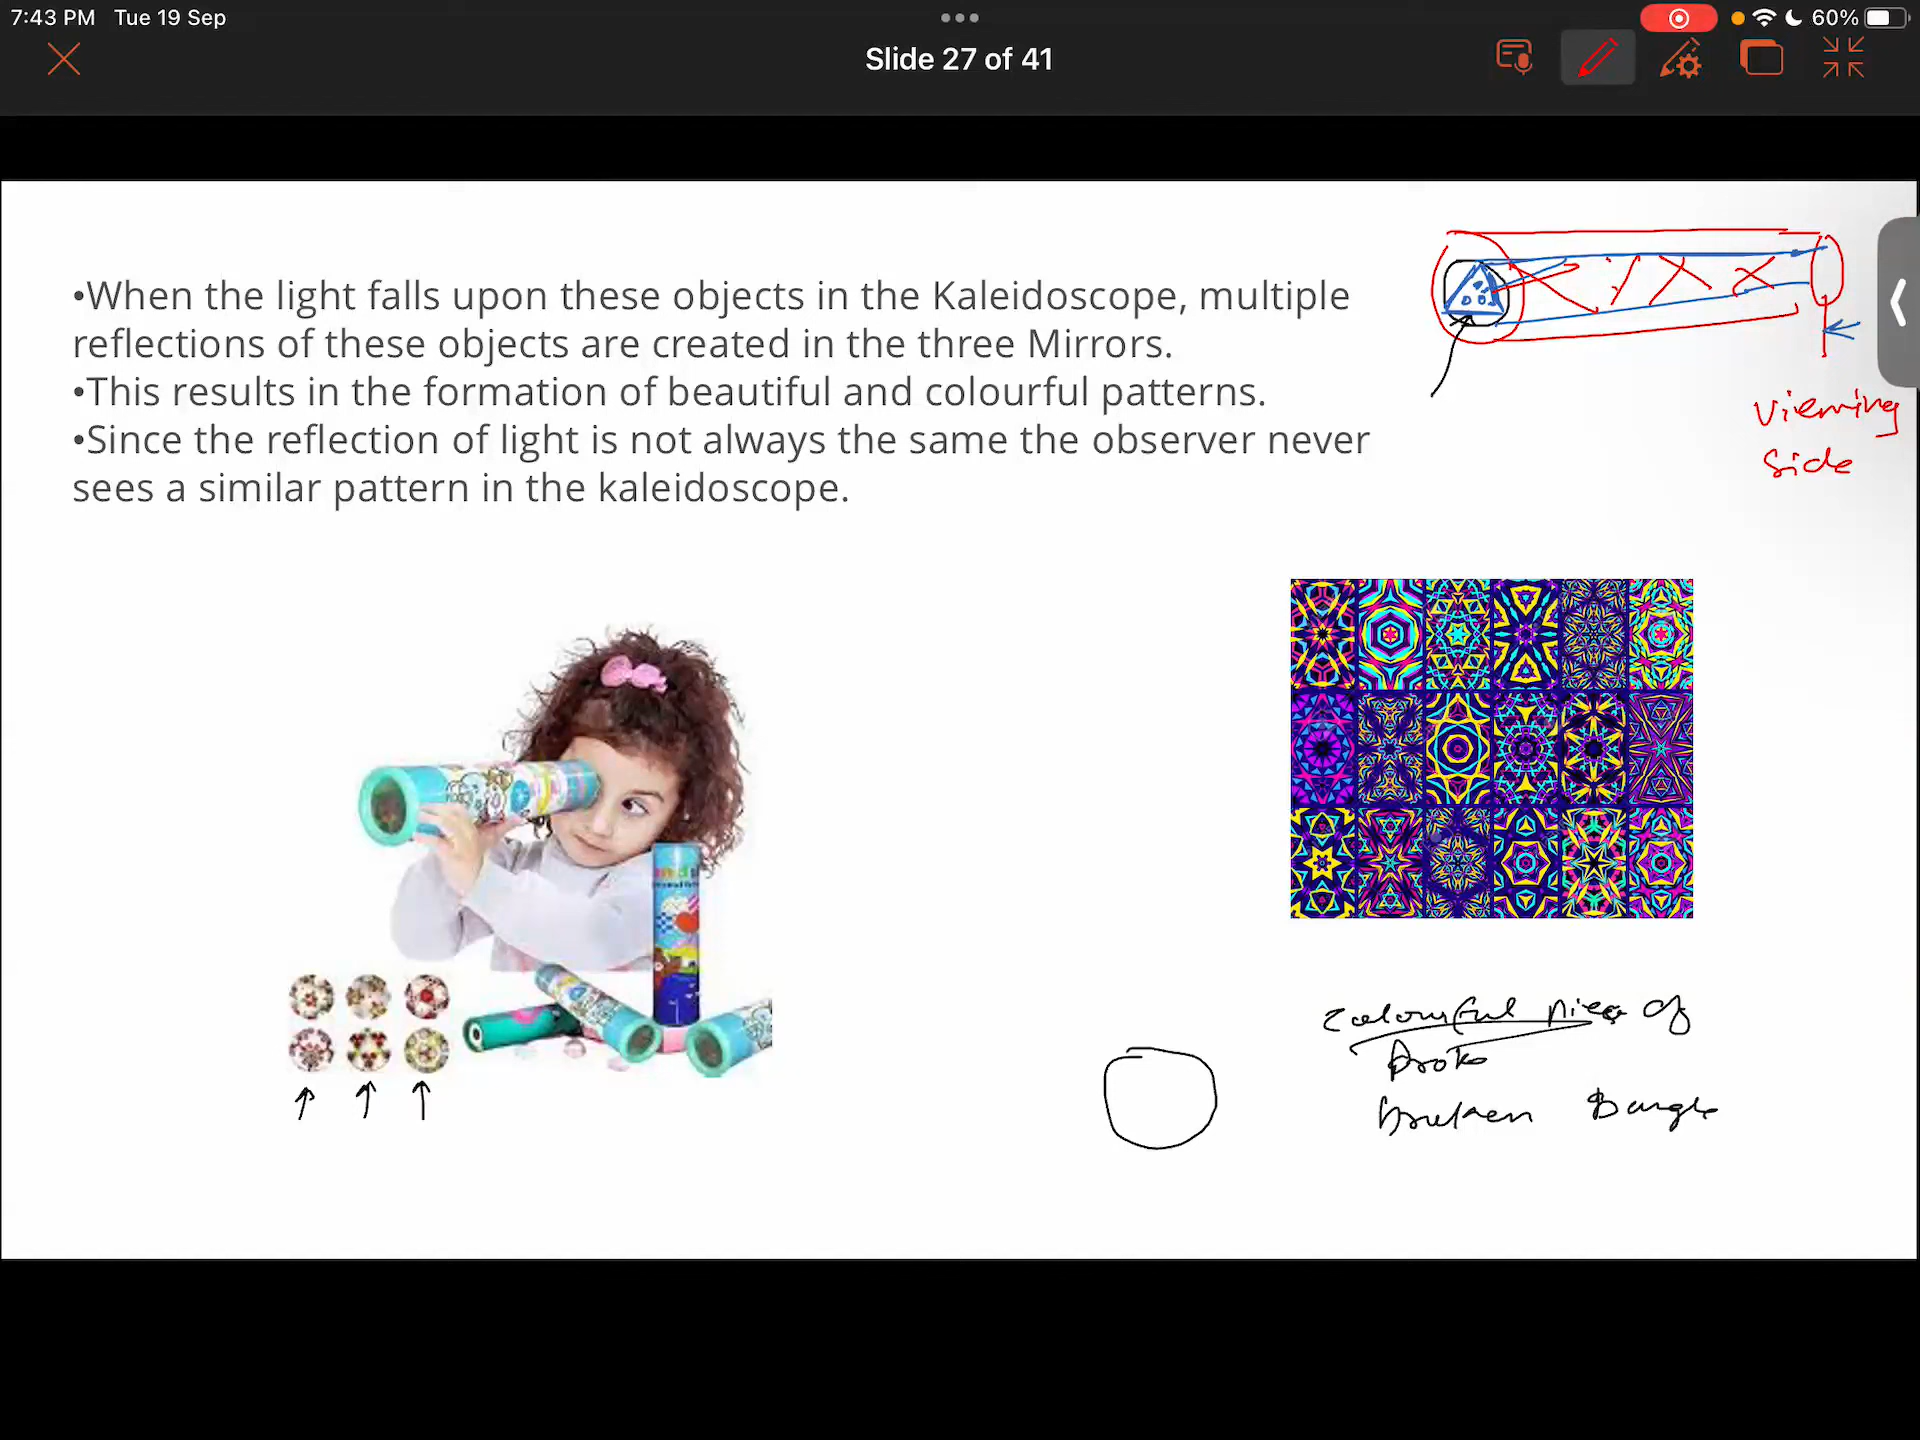 7:43 PM Tue 19 Sep
60%
Slide 27 of 41
•When the light falls upon these objects in the Kaleidoscope, multiple
reflections of these objects are created in the three Mirrors.
•This results in the formation of beautiful and colourful patterns.
•Since the reflection of light is not always the same the observer never
sees a similar pattern in the kaleidoscope.
Viewing
Side
Colourful piece of
Broke
Broken Bangle